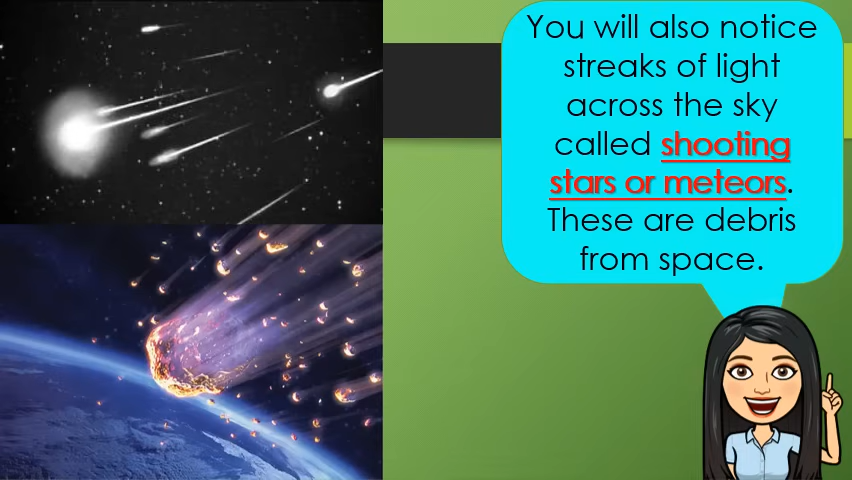 You will also notice
streaks of light
across the sky
called shooting
stars or meteors.
These are debris
from space.